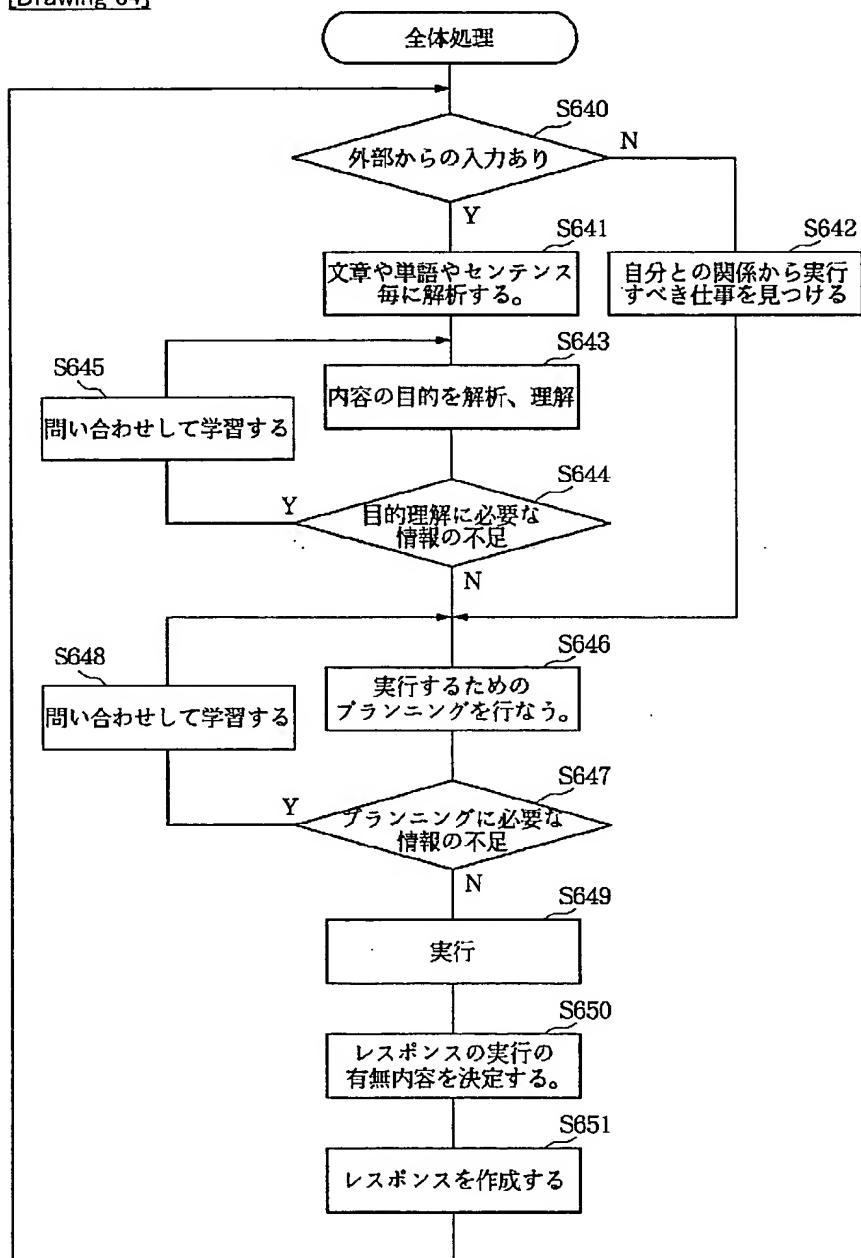 [Drawing 64]
全体処理
S640
外部からの入力あり
N
Y
S641
文章や単語やセンテンス
毎に解析する。
S642
自分との関係から実行
すべき仕事を見つける
S643
内容の目的を解析、理解
S645
問い合わせして学習する
S644
Y
目的理解に必要な
情報の不足
N
S646
実行するための
プランニングを行なう。
S648
問い合わせして学習する
S647
Y
プランニングに必要な
情報の不足
N
S649
実行
S650
レスポンスの実行の
有無内容を決定する。
S651
レスポンスを作成する